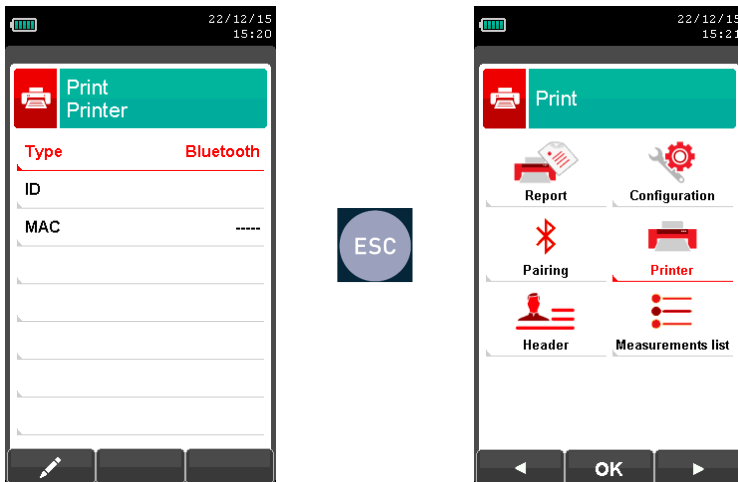 22/12/15
15:20
Print
Printer
Type Bluetooth
ID
MAC -----
ESC
22/12/15
15:21
Print
Report Configuration
Pairing Printer
Header Measurements list
OK